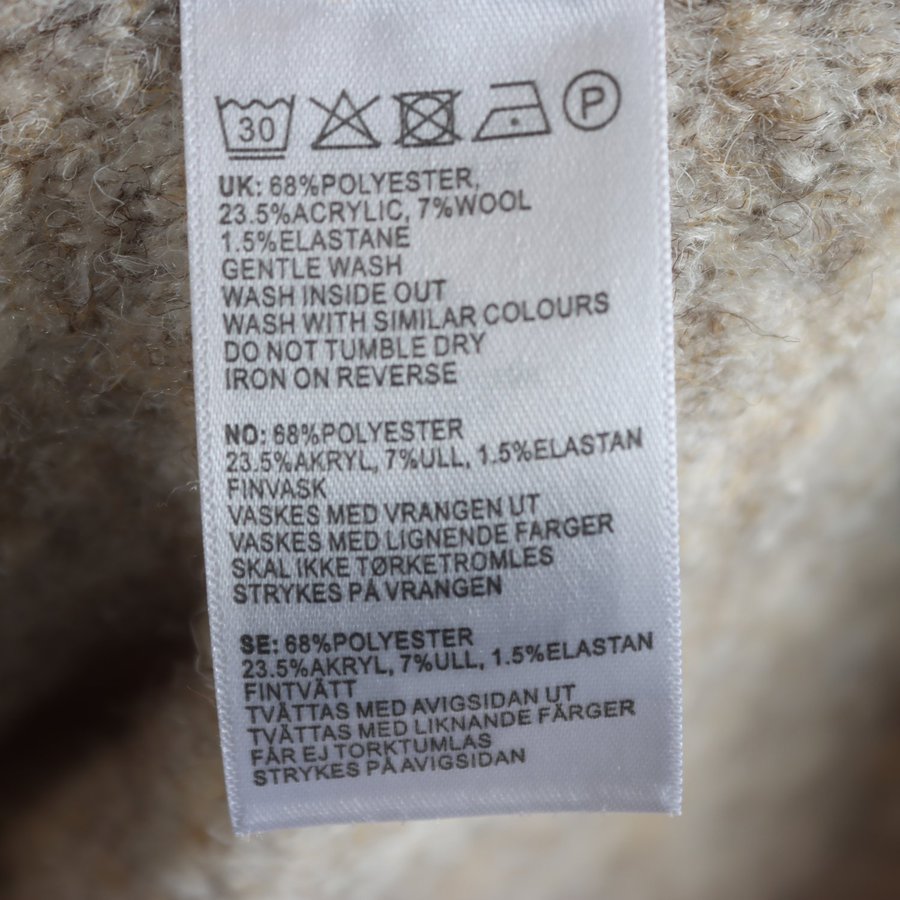 30 P
UK: 68%POLYESTER,
23.5%ACRYLIC, 7%WOOL
1.5%ELASTANE
GENTLE WASH
WASH INSIDE OUT
WASH WITH SIMILAR COLOURS
DO NOT TUMBLE DRY
IRON ON REVERSE
NO: 68%POLYESTER
23.5%AKRYL, 7%ULL, 1.5%ELASTAN
FINVASK
VASKES MED VRANGEN UT
VASKES MED LIGNENDE FARGER
SKAL IKKE TØRKETROMLES
STRYKES PÅ VRANGEN
SE: 68%POLYESTER
23.5%AKRYL, 7%ULL, 1.5%ELASTAN
FINTVÄTT
TVÄTTAS MED AVIGSIDAN UT
TVÄTTAS MED LIKNANDE FÄRGER
FÅR EJ TORKTUMLAS
STRYKES PÅ AVIGSIDAN